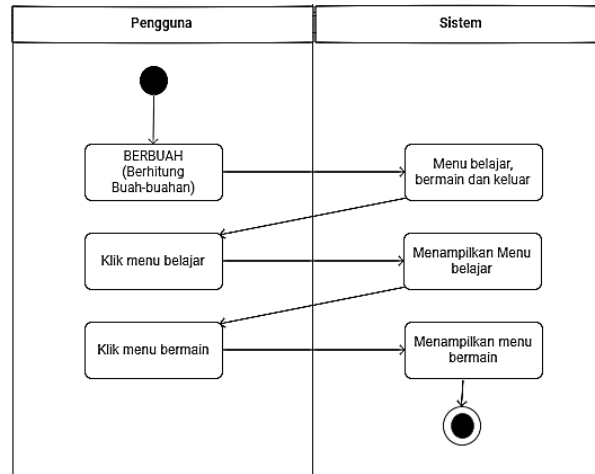 Pengguna
Sistem
BERBUAH
(Berhitung
Buah-buahan)
Menu belajar,
bermain dan keluar
Klik menu belajar
Menampilkan Menu
belajar
Klik menu bermain
Menampilkan menu
bermain